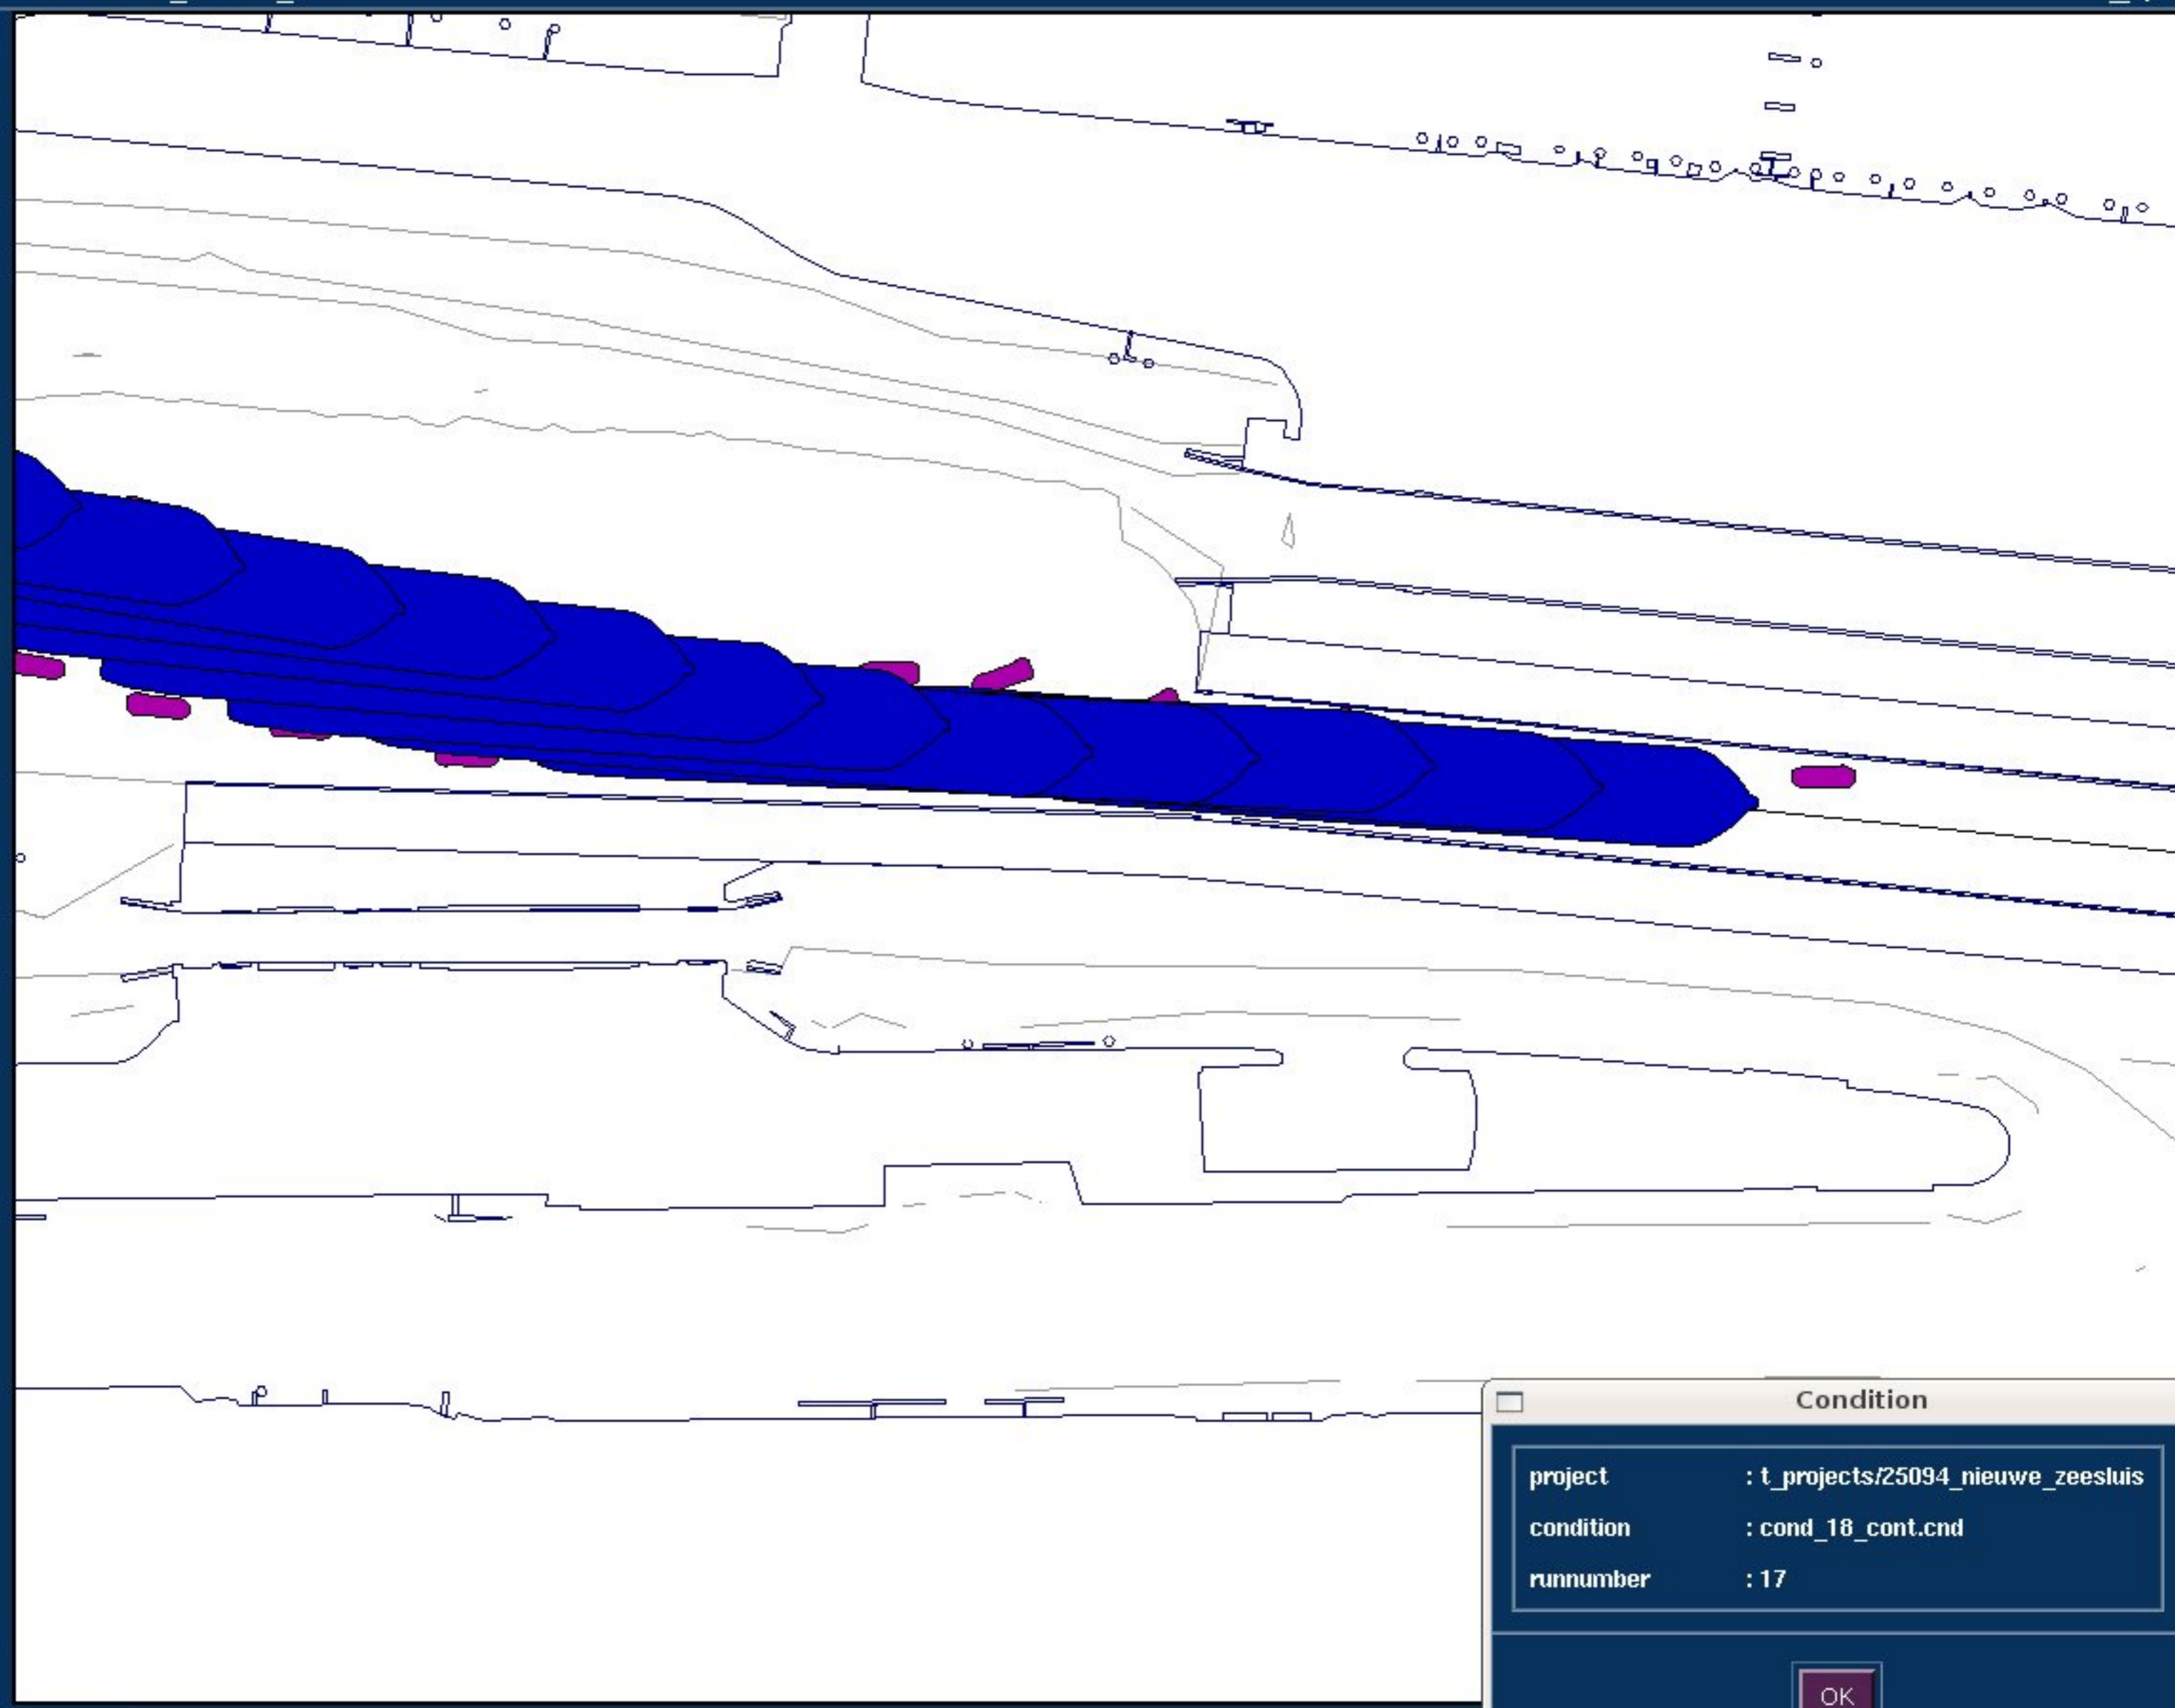 Condition
project : t_projects/25094_nieuwe_zeesluis
condition : cond_18_cont.cnd
runnumber : 17
OK